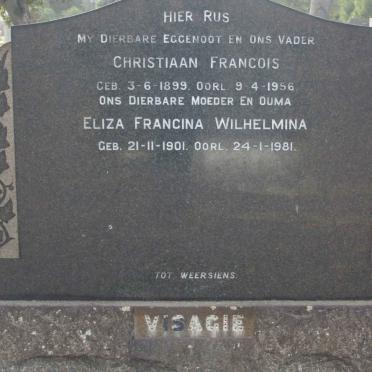 HIER RUS
MY DIERBARE EGGENOOT EN ONS VADER
CHRISTIAAN FRANCOIS
GEB. 3-6-1899. OORL. 9-4-1956.
ONS DIERBARE MOEDER EN OUMA
ELIZA FRANCINA WILHELMINA
GEB. 21-11-1901. OORL. 24-1-1981.
TOT WEERSIENS.
VISAGIE